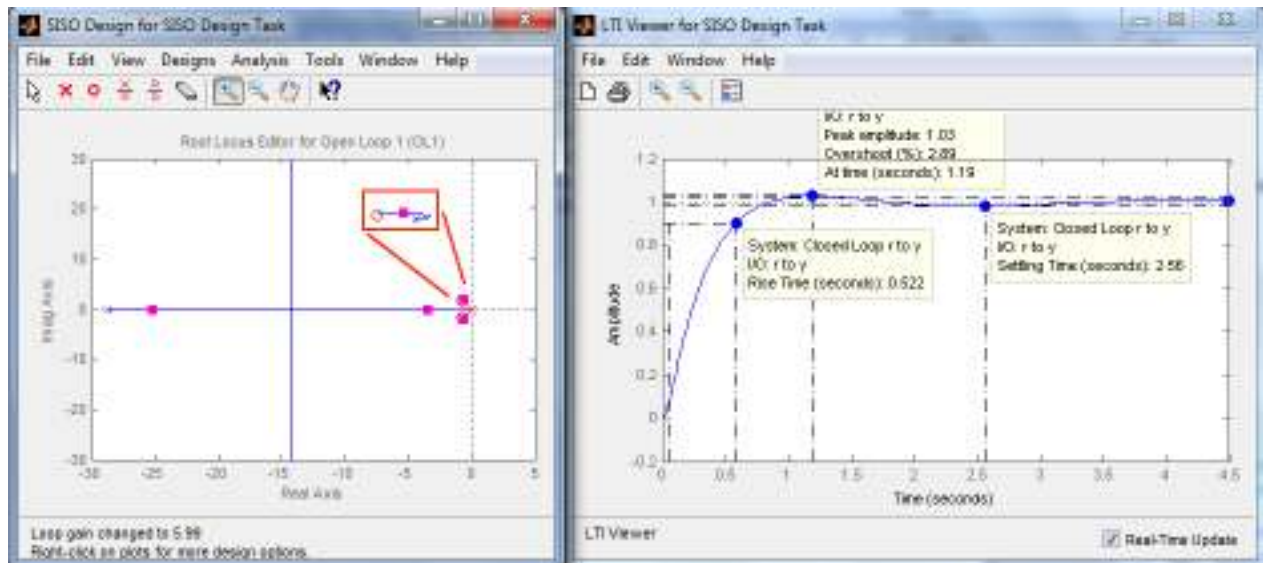 SISO Design for SISO Design Task
File Edit View Designs Analysis Tools Window Help
Root Locus Editor for Open Loop 1 (OL1)
30
20
10
0
-10
-20
-30
-30 -25 -20 -15 -10 -5 0 5
Imag Axis
Real Axis
Loop gain changed to 5.99
Right-click on plots for more design options.
LTI Viewer for SISO Design Task
File Edit Window Help
I/O: r to y
Peak amplitude: 1.03
Overshoot (%): 2.89
At time (seconds): 1.19
System: Closed Loop r to y
I/O: r to y
Rise Time (seconds): 0.522
System: Closed Loop r to y
I/O: r to y
Settling Time (seconds): 2.56
1.2
1
0.8
0.6
0.4
0.2
0
-0.2
0 0.5 1 1.5 2 2.5 3 3.5 4 4.5
Amplitude
Time (seconds)
LTI Viewer
Real-Time Update